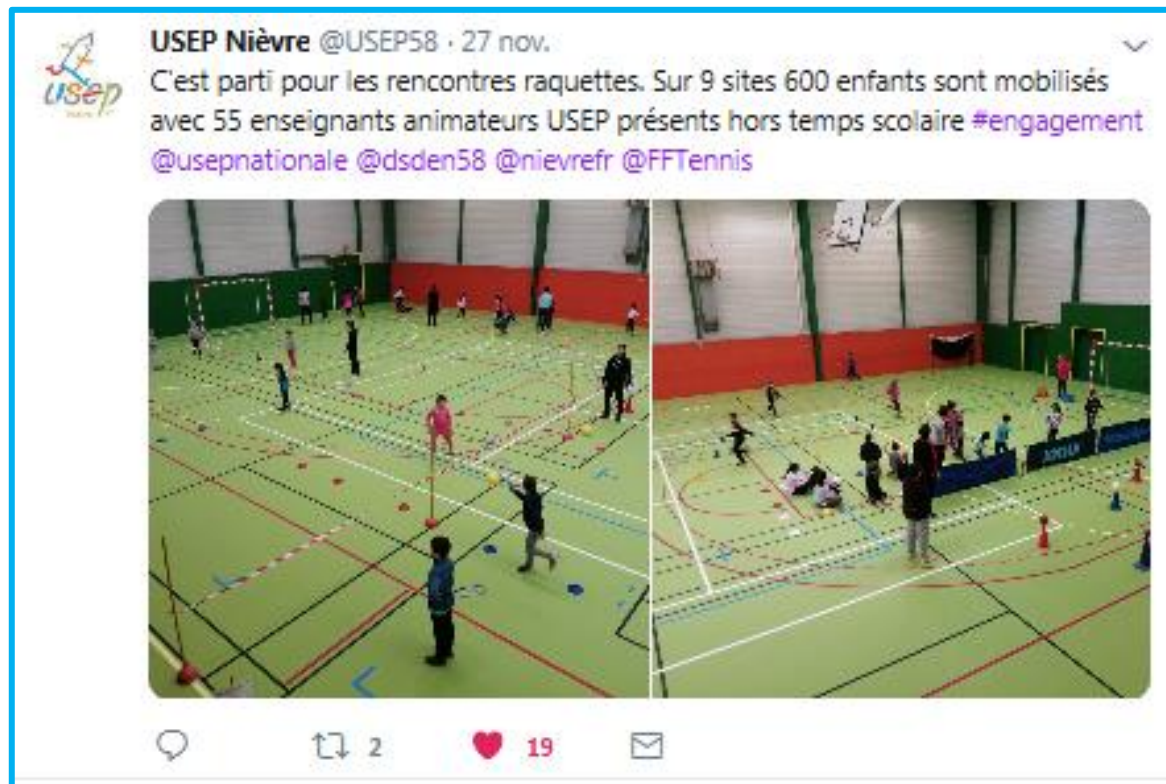 USEP Nièvre @USEP58 · 27 nov.
C'est parti pour les rencontres raquettes. Sur 9 sites 600 enfants sont mobilisés
avec 55 enseignants animateurs USEP présents hors temps scolaire #engagement
@usepnationale @dsden58 @nievrefr @FFTennis
usep
2 19